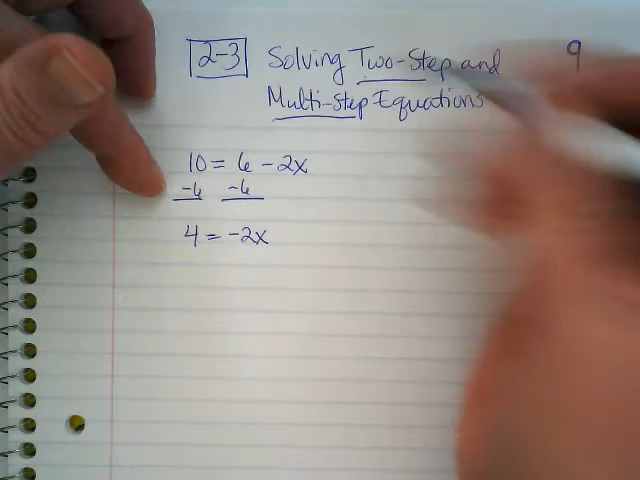 2-3 Solving Two-Step and 9
Multi-Step Equations
10 = 6 - 2x
-6 -6
4 = -2x